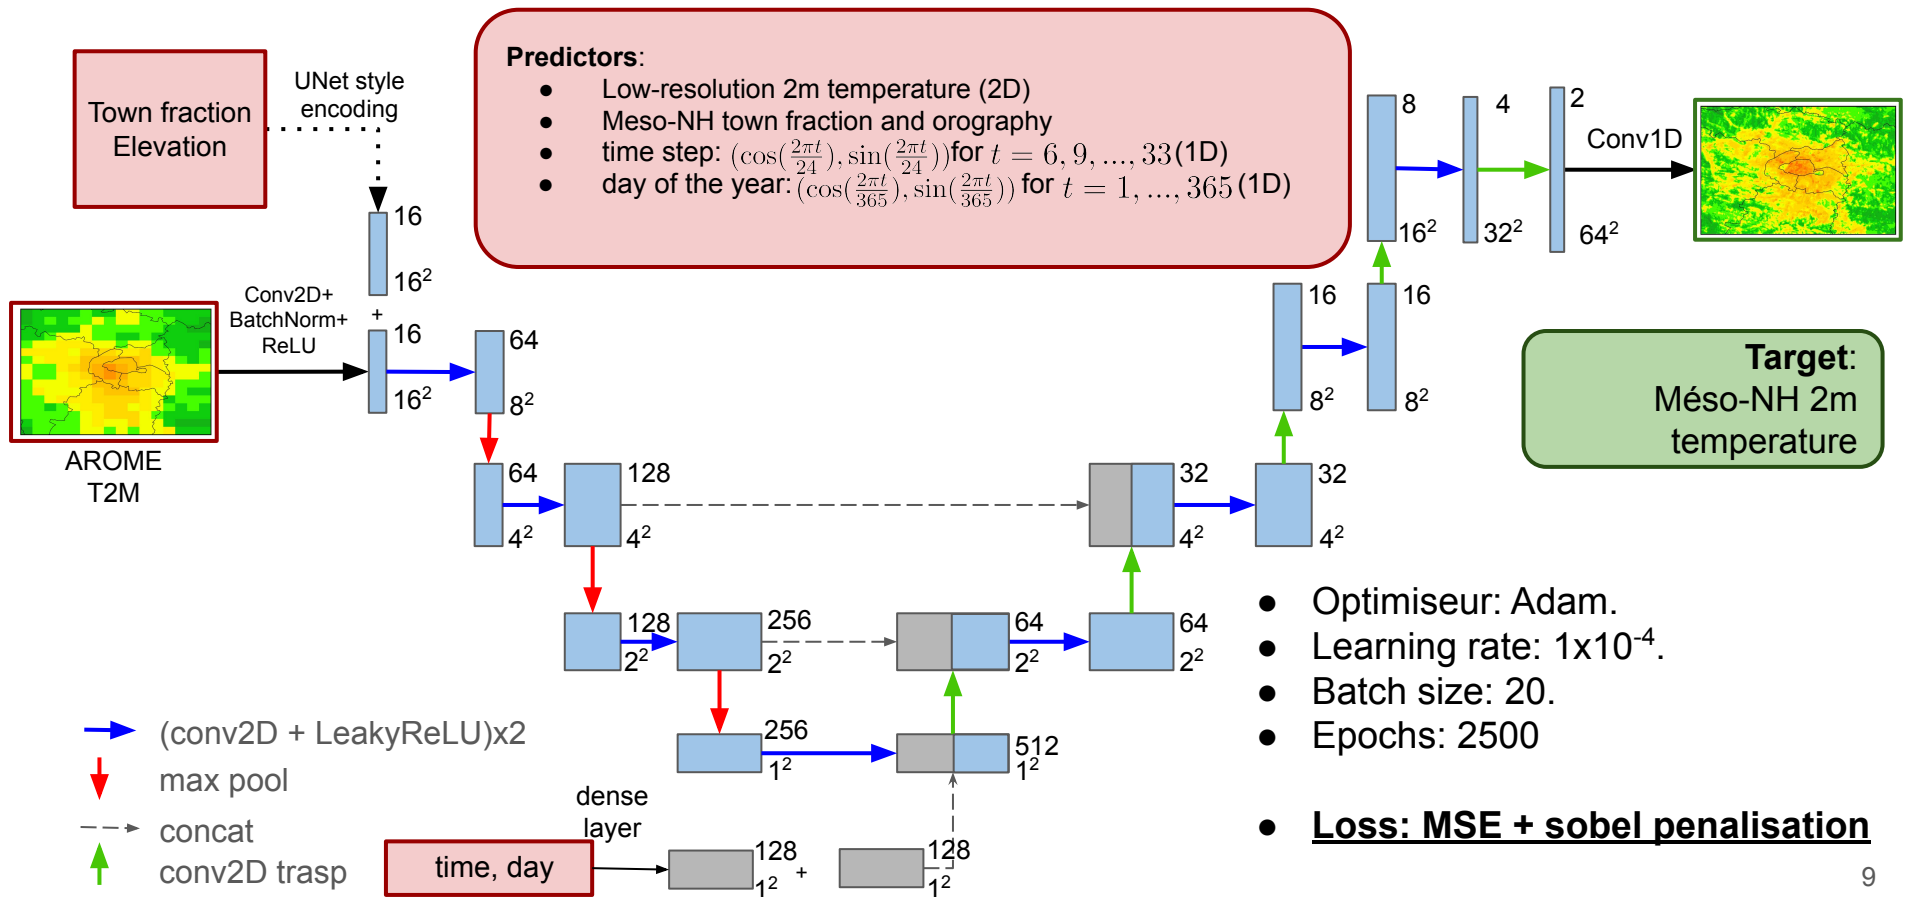 Town fraction
Elevation
UNet style
encoding
Predictors:
● Low-resolution 2m temperature (2D)
● Meso-NH town fraction and orography
● time step: (cos(2πt/24), sin(2πt/24)) for t = 6, 9, ..., 33 (1D)
● day of the year: (cos(2πt/365), sin(2πt/365)) for t = 1, ..., 365 (1D)
16
16²
+
Conv2D+
BatchNorm+
ReLU
16
16²
AROME
T2M
64
8²
64
4²
128
4²
128
2²
256
2²
256
1²
512
1²
64
2²
64
2²
32
4²
32
4²
16
8²
16
8²
8
16²
4
32²
2
64²
Conv1D
Target:
Méso-NH 2m
temperature
(conv2D + LeakyReLU)x2
max pool
concat
conv2D trasp
dense
layer
time, day
128
1²
+
128
1²
● Optimiseur: Adam.
● Learning rate: 1x10⁻⁴.
● Batch size: 20.
● Epochs: 2500
● Loss: MSE + sobel penalisation
9